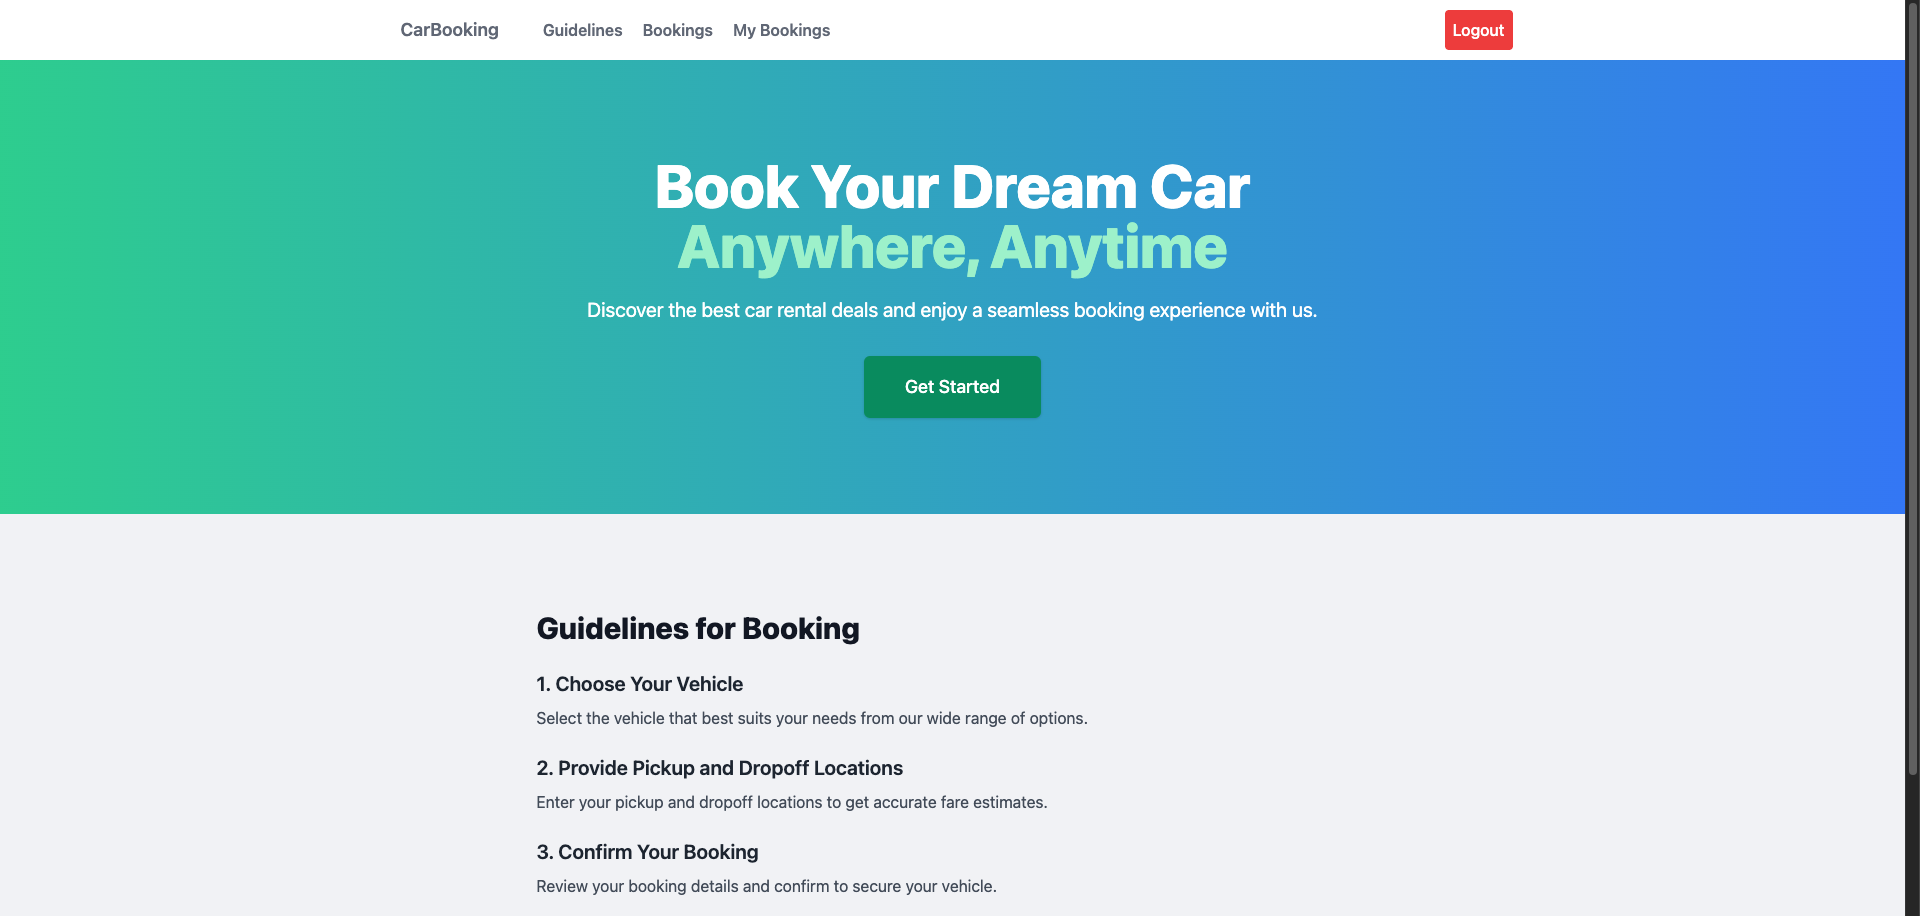 CarBooking Guidelines Bookings My Bookings Logout
Book Your Dream Car
Anywhere, Anytime
Discover the best car rental deals and enjoy a seamless booking experience with us.
Get Started
Guidelines for Booking
1. Choose Your Vehicle
Select the vehicle that best suits your needs from our wide range of options.
2. Provide Pickup and Dropoff Locations
Enter your pickup and dropoff locations to get accurate fare estimates.
3. Confirm Your Booking
Review your booking details and confirm to secure your vehicle.